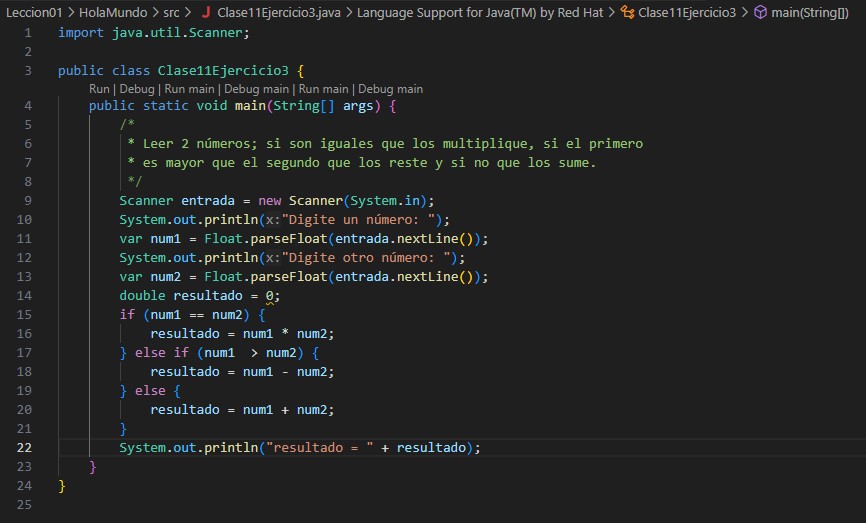 Leccion01 > HolaMundo > src > J Clase11Ejercicio3.java > Language Support for Java(TM) by Red Hat > Clase11Ejercicio3 > main(String[])
1 import java.util.Scanner;
2
3 public class Clase11Ejercicio3 {
Run | Debug | Run main | Debug main | Run main | Debug main
4 public static void main(String[] args) {
5 /*
6 * Leer 2 números; si son iguales que los multiplique, si el primero
7 * es mayor que el segundo que los reste y si no que los sume.
8 */
9 Scanner entrada = new Scanner(System.in);
10 System.out.println(x:"Digite un número: ");
11 var num1 = Float.parseFloat(entrada.nextLine());
12 System.out.println(x:"Digite otro número: ");
13 var num2 = Float.parseFloat(entrada.nextLine());
14 double resultado = 0;
15 if (num1 == num2) {
16 resultado = num1 * num2;
17 } else if (num1  > num2) {
18 resultado = num1 - num2;
19 } else {
20 resultado = num1 + num2;
21 }
22 System.out.println("resultado = " + resultado);
23 }
24 }
25